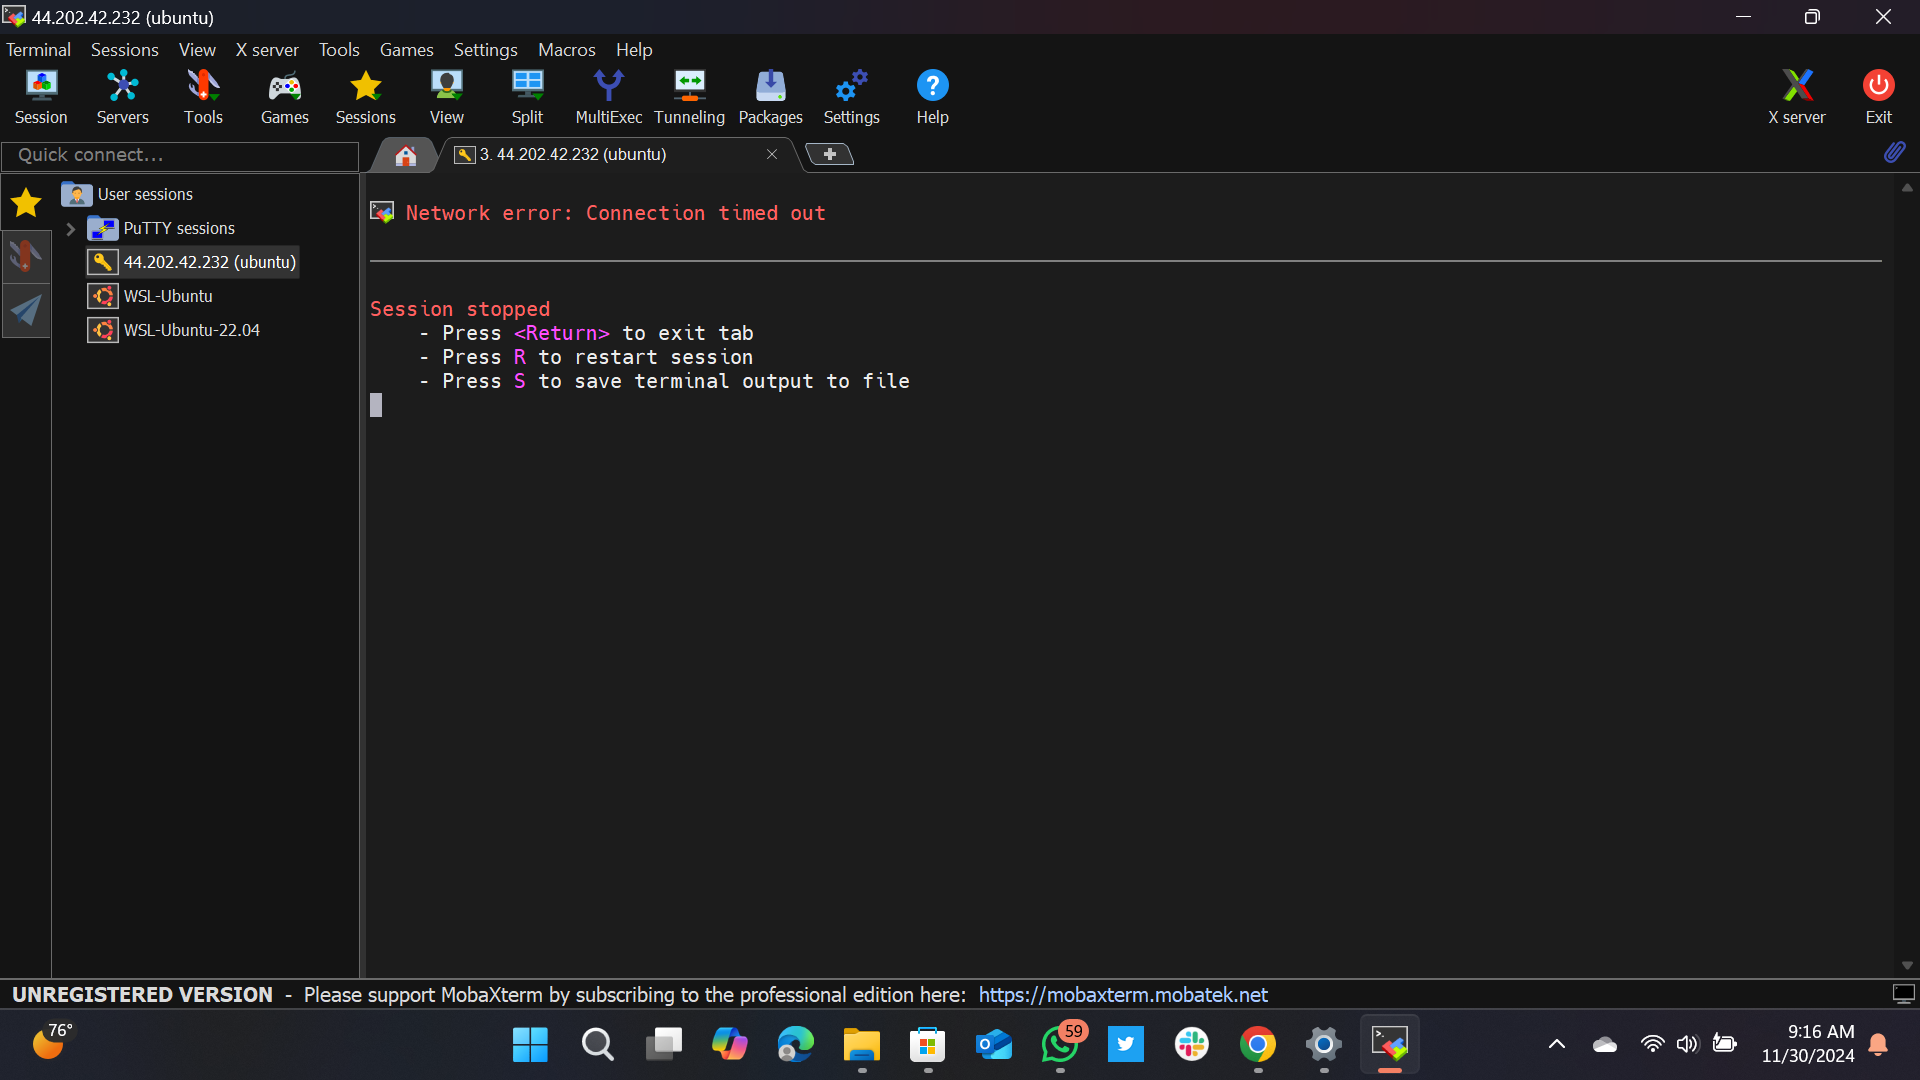 44.202.42.232 (ubuntu)
Terminal Sessions View X server Tools Games Settings Macros Help
Session Servers Tools Games Sessions View Split MultiExec Tunneling Packages Settings Help X server Exit
Quick connect...
3. 44.202.42.232 (ubuntu)
User sessions
PuTTY sessions
44.202.42.232 (ubuntu)
WSL-Ubuntu
WSL-Ubuntu-22.04
Network error: Connection timed out
Session stopped
- Press <Return> to exit tab
- Press R to restart session
- Press S to save terminal output to file
UNREGISTERED VERSION - Please support MobaXterm by subscribing to the professional edition here: https://mobaxterm.mobatek.net
76°
59
9:16 AM
11/30/2024